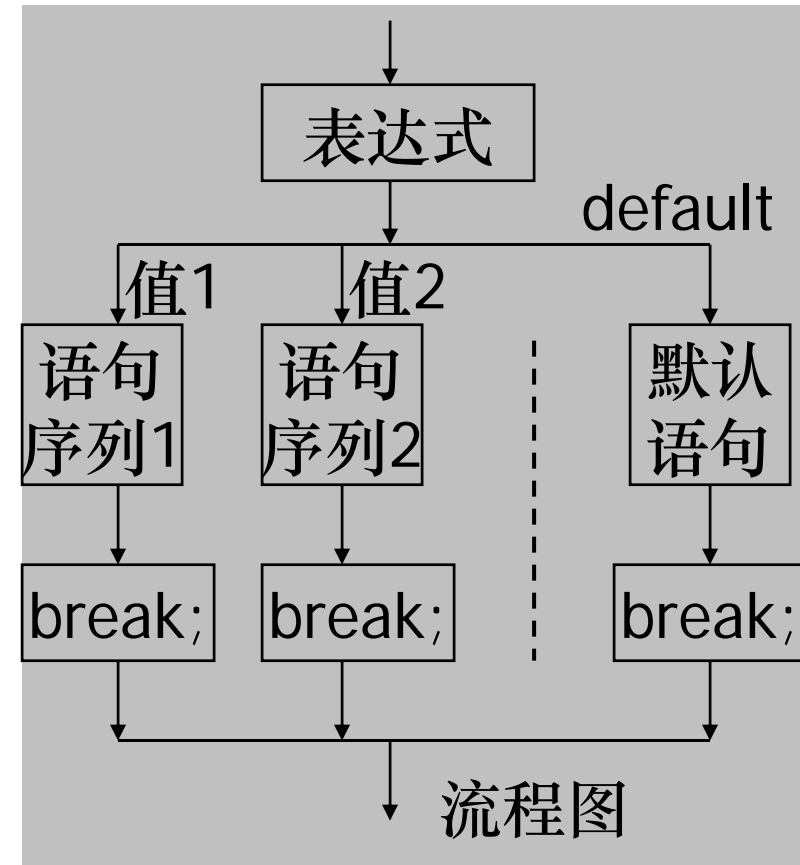 表达式
default
值1
值2
语句
序列1
语句
序列2
默认
语句
break;
break;
break;
流程图